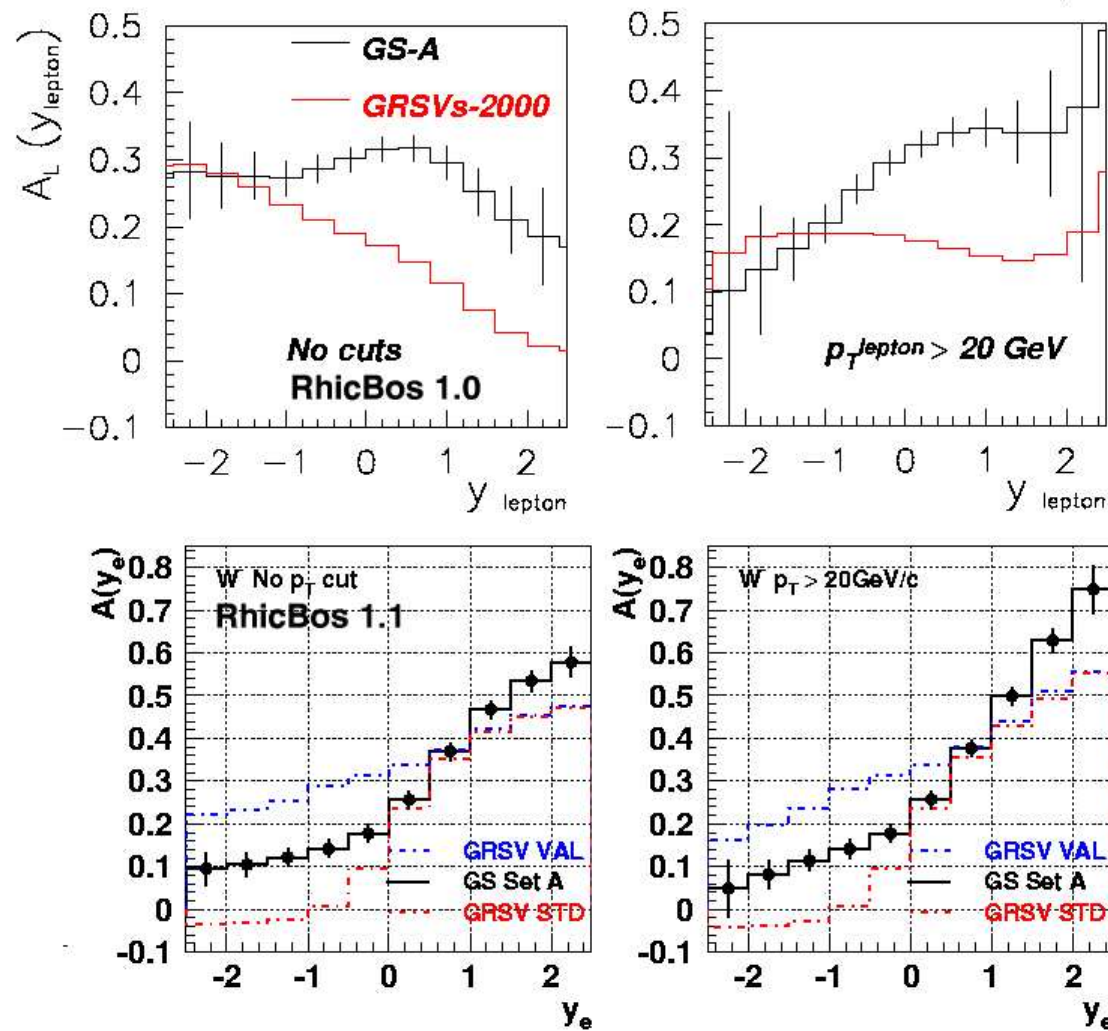 0.5
0.4
0.3
0.2
0.1
0
−0.1
A_L (y_lepton)
GS-A
GRSVs-2000
No cuts
RhicBos 1.0
−2 −1 0 1 2
y lepton
0.5
0.4
0.3
0.2
0.1
0
−0.1
p_T^lepton > 20 GeV
−2 −1 0 1 2
y lepton
A(y_e)
0.8
0.7
0.6
0.5
0.4
0.3
0.2
0.1
0
-0.1
W⁻ No p_T cut
RhicBos 1.1
GRSV VAL
GS Set A
GRSV STD
-2 -1 0 1 2
y_e
A(y_e)
0.8
0.7
0.6
0.5
0.4
0.3
0.2
0.1
0
-0.1
W⁻ p_T > 20GeV/c
GRSV VAL
GS Set A
GRSV STD
-2 -1 0 1 2
y_e